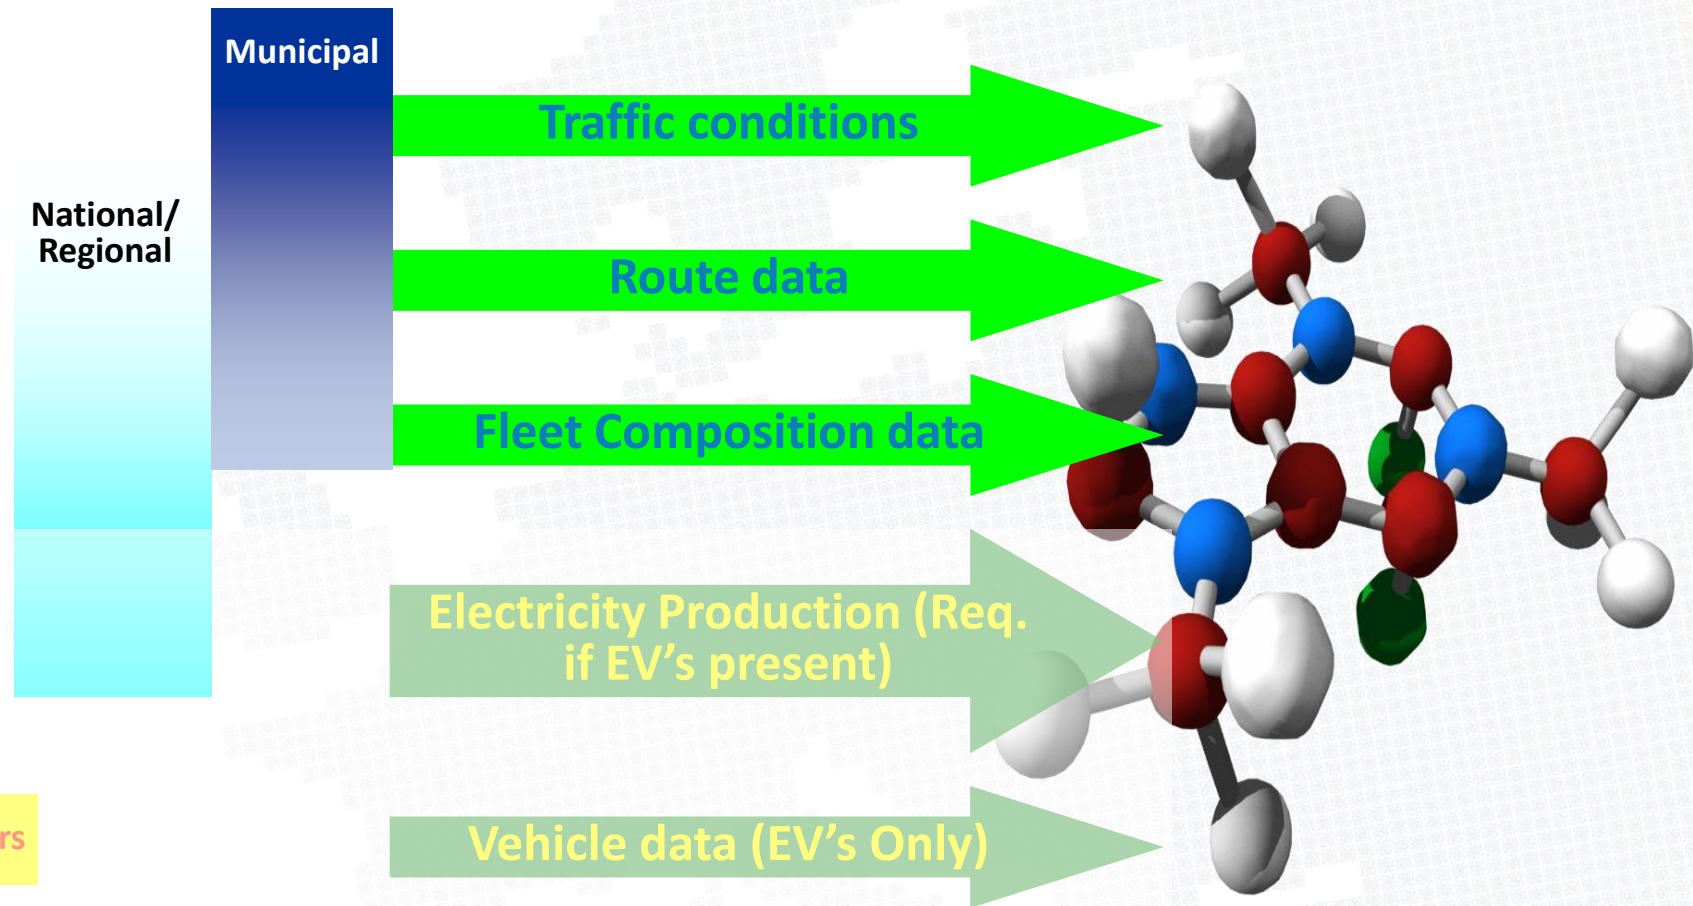 Municipal
National/
Regional
Traffic conditions
Route data
Fleet Composition data
Electricity Production (Req.
if EV’s present)
Vehicle data (EV’s Only)
rs